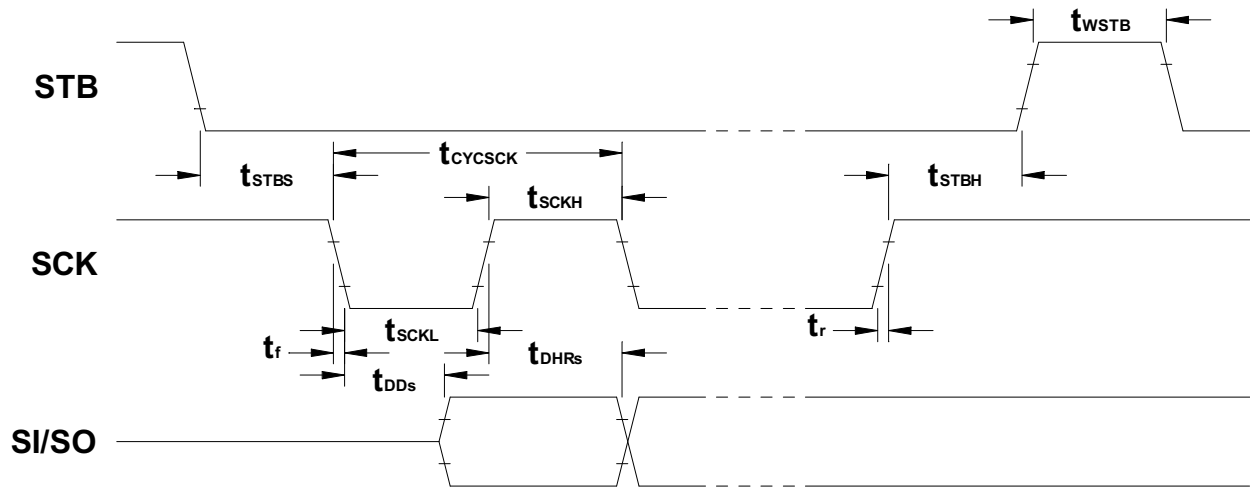 tWSTB
STB
tCYCSCK
tSTBS
tSTBH
tSCKH
SCK
tSCKL
tr
tf
tDHRs
tDDs
SI/SO